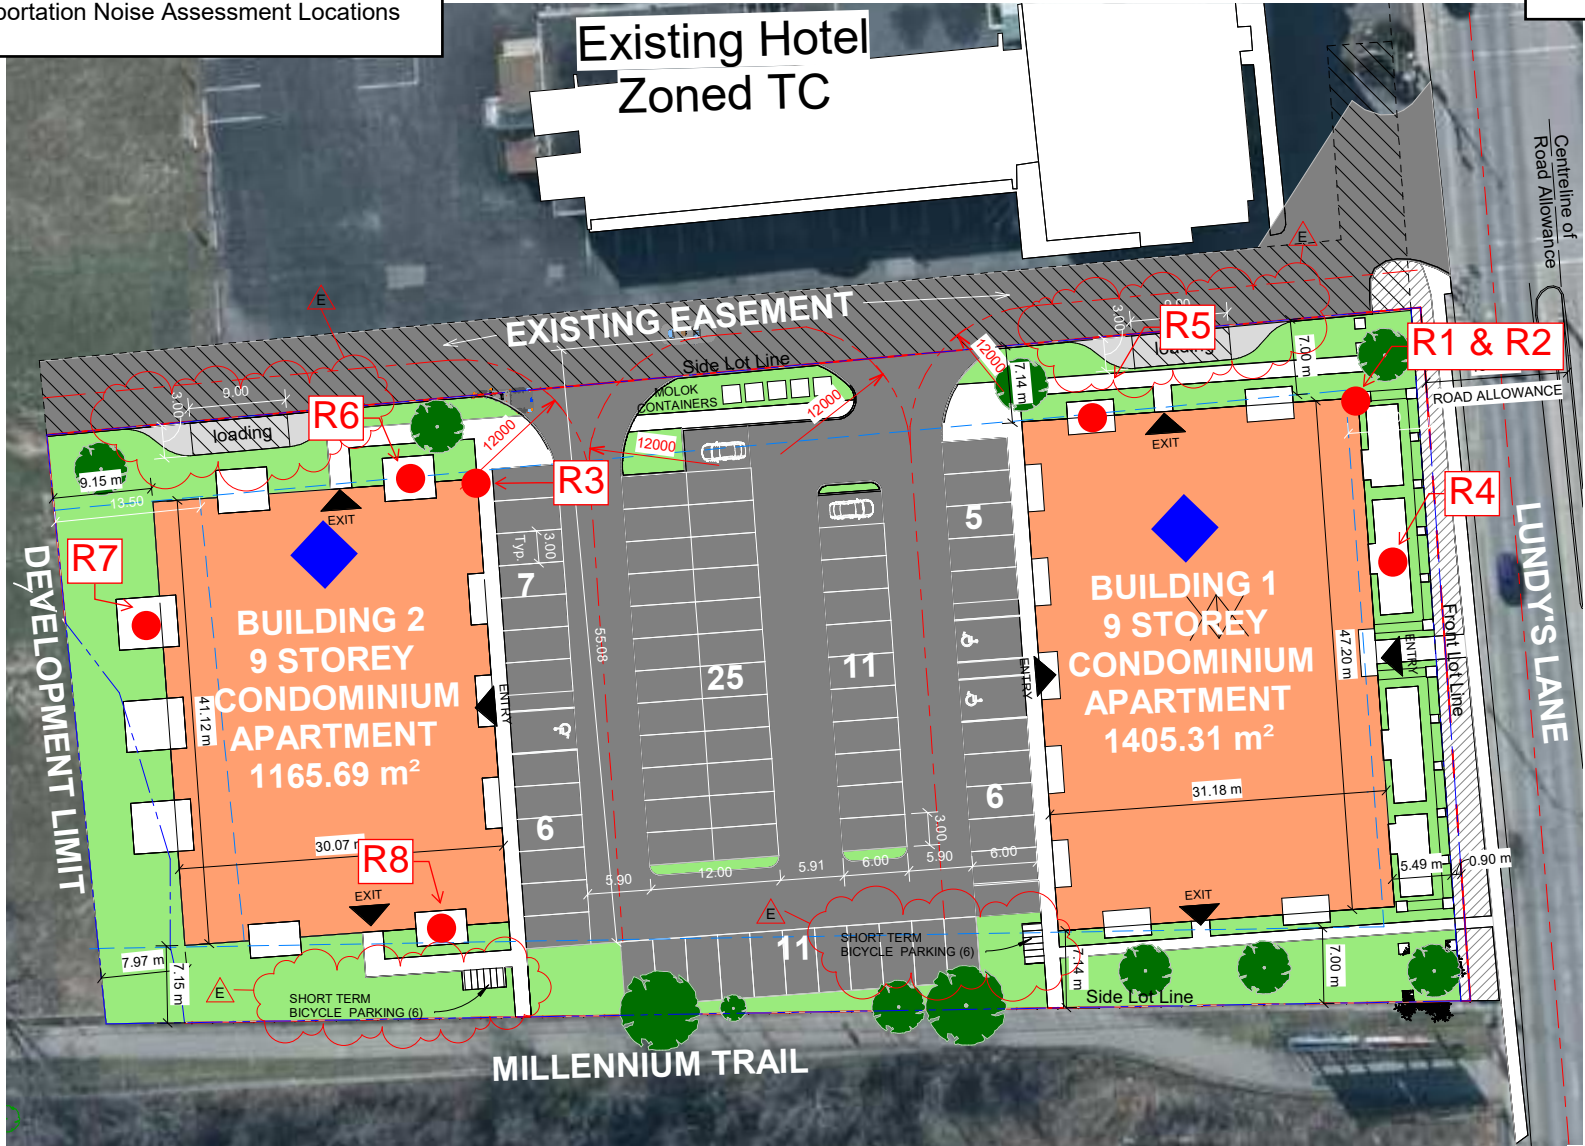 portation Noise Assessment Locations
Existing Hotel
Zoned TC
Centreline of
Road Allowance
E
E
EXISTING EASEMENT
9.00
3.00
loading
R5
R1 & R2
ROAD ALLOWANCE
7.00 m
7.14 m
12000
Side Lot Line
MOLOK
CONTAINERS
12000
12000
12000
9.00
3.00
loading
R6
R3
9.15 m
13.50
EXIT
EXIT
R4
R7
DEVELOPMENT LIMIT
LUNDY'S LANE
3.00
Typ.
7
5
BUILDING 2
9 STOREY
CONDOMINIUM
APARTMENT
1165.69 m²
BUILDING 1
9 STOREY
CONDOMINIUM
APARTMENT
1405.31 m²
41.12 m
ENTRY
55.08
25
11
ENTRY
47.20 m
ENTRY
Front Lot Line
31.18 m
6
6
30.07 m
R8
3.00
5.90
12.00
5.91
6.00
5.90
6.00
5.49 m
0.90 m
EXIT
EXIT
E
11
SHORT TERM
BICYCLE PARKING (6)
7.97 m
7.15 m
E
SHORT TERM
BICYCLE PARKING (6)
7.14 m
7.00 m
Side Lot Line
MILLENNIUM TRAIL